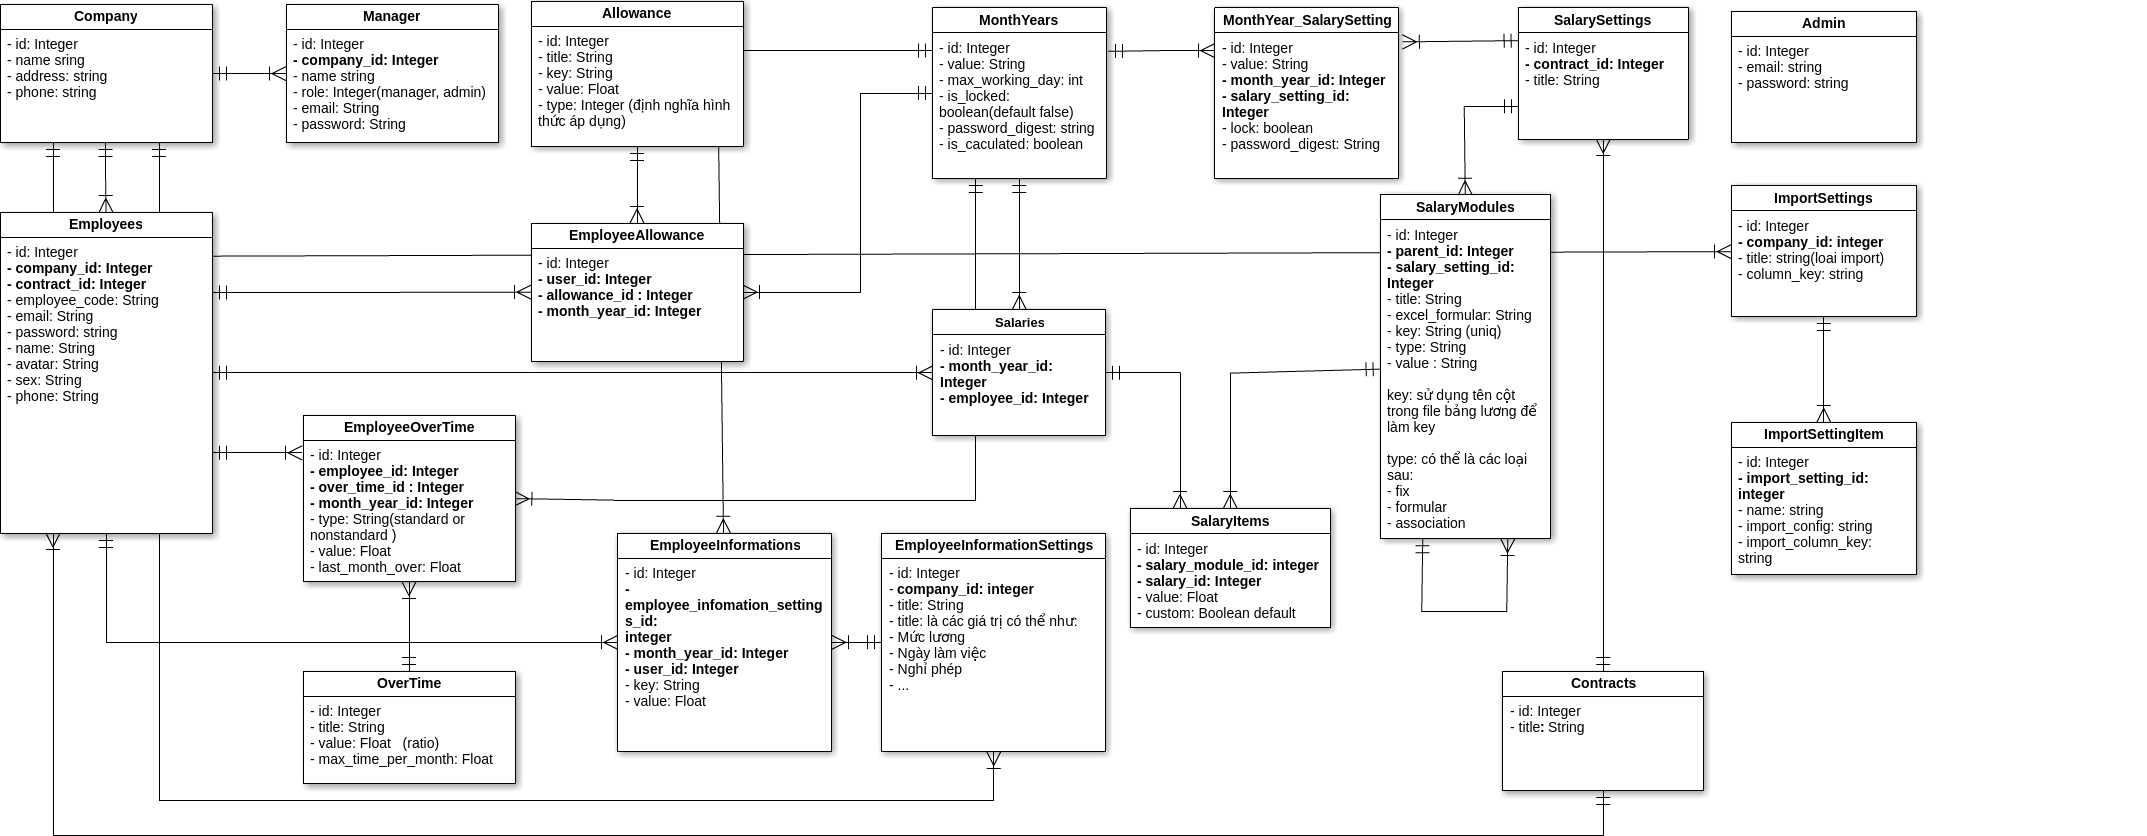 Company
- id: Integer
- name sring
- address: string
- phone: string
Manager
- id: Integer
- company_id: Integer
- name string
- role: Integer(manager, admin)
- email: String
- password: String
Allowance
- id: Integer
- title: String
- key: String
- value: Float
- type: Integer (định nghĩa hình
thức áp dụng)
MonthYears
- id: Integer
- value: String
- max_working_day: int
- is_locked:
boolean(default false)
- password_digest: string
- is_caculated: boolean
MonthYear_SalarySetting
- id: Integer
- value: String
- month_year_id: Integer
- salary_setting_id:
Integer
- lock: boolean
- password_digest: String
SalarySettings
- id: Integer
- contract_id: Integer
- title: String
Admin
- id: Integer
- email: string
- password: string
Employees
- id: Integer
- company_id: Integer
- contract_id: Integer
- employee_code: String
- email: String
- password: string
- name: String
- avatar: String
- sex: String
- phone: String
EmployeeAllowance
- id: Integer
- user_id: Integer
- allowance_id : Integer
- month_year_id: Integer
Salaries
- id: Integer
- month_year_id:
Integer
- employee_id: Integer
SalaryModules
- id: Integer
- parent_id: Integer
- salary_setting_id:
Integer
- title: String
- excel_formular: String
- key: String (uniq)
- type: String
- value : String
key: sử dụng tên cột
trong file bảng lương để
làm key
type: có thể là các loại
sau:
- fix
- formular
- association
ImportSettings
- id: Integer
- company_id: integer
- title: string(loai import)
- column_key: string
EmployeeOverTime
- id: Integer
- employee_id: Integer
- over_time_id : Integer
- month_year_id: Integer
- type: String(standard or
nonstandard )
- value: Float
- last_month_over: Float
ImportSettingItem
- id: Integer
- import_setting_id:
integer
- name: string
- import_config: string
- import_column_key:
string
EmployeeInformations
- id: Integer
-
employee_infomation_setting
s_id:
integer
- month_year_id: Integer
- user_id: Integer
- key: String
- value: Float
EmployeeInformationSettings
- id: Integer
- company_id: integer
- title: String
- title: là các giá trị có thể như:
- Mức lương
- Ngày làm việc
- Nghỉ phép
- ...
SalaryItems
- id: Integer
- salary_module_id: integer
- salary_id: Integer
- value: Float
- custom: Boolean default
OverTime
- id: Integer
- title: String
- value: Float (ratio)
- max_time_per_month: Float
Contracts
- id: Integer
- title: String